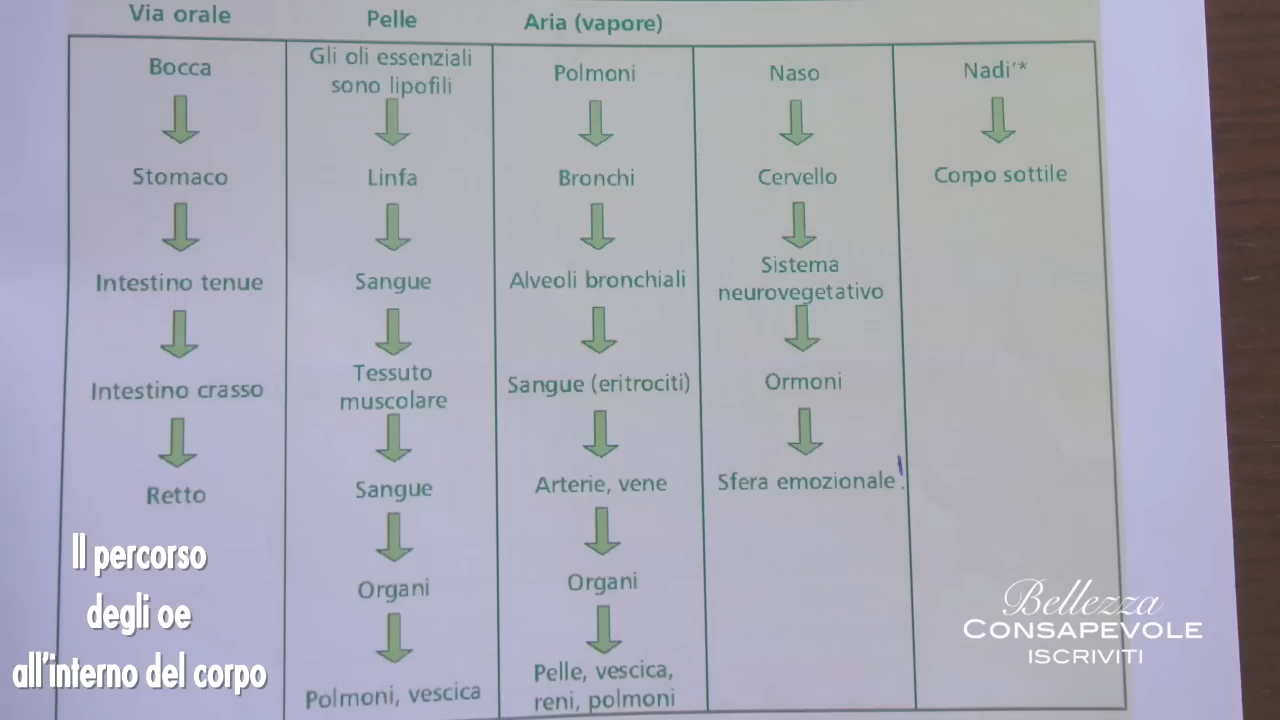 Via orale
Pelle
Aria (vapore)
Bocca
Stomaco
Intestino tenue
Intestino crasso
Retto
Gli oli essenziali
sono lipofili
Linfa
Sangue
Tessuto
muscolare
Sangue
Organi
Polmoni, vescica
Polmoni
Bronchi
Alveoli bronchiali
Sangue (eritrociti)
Arterie, vene
Organi
Pelle, vescica,
reni, polmoni
Naso
Cervello
Sistema
neurovegetativo
Ormoni
Sfera emozionale
Nadi'*
Corpo sottile
Il percorso
degli oe
all'interno del corpo
Bellezza
CONSAPEVOLE
ISCRIVITI